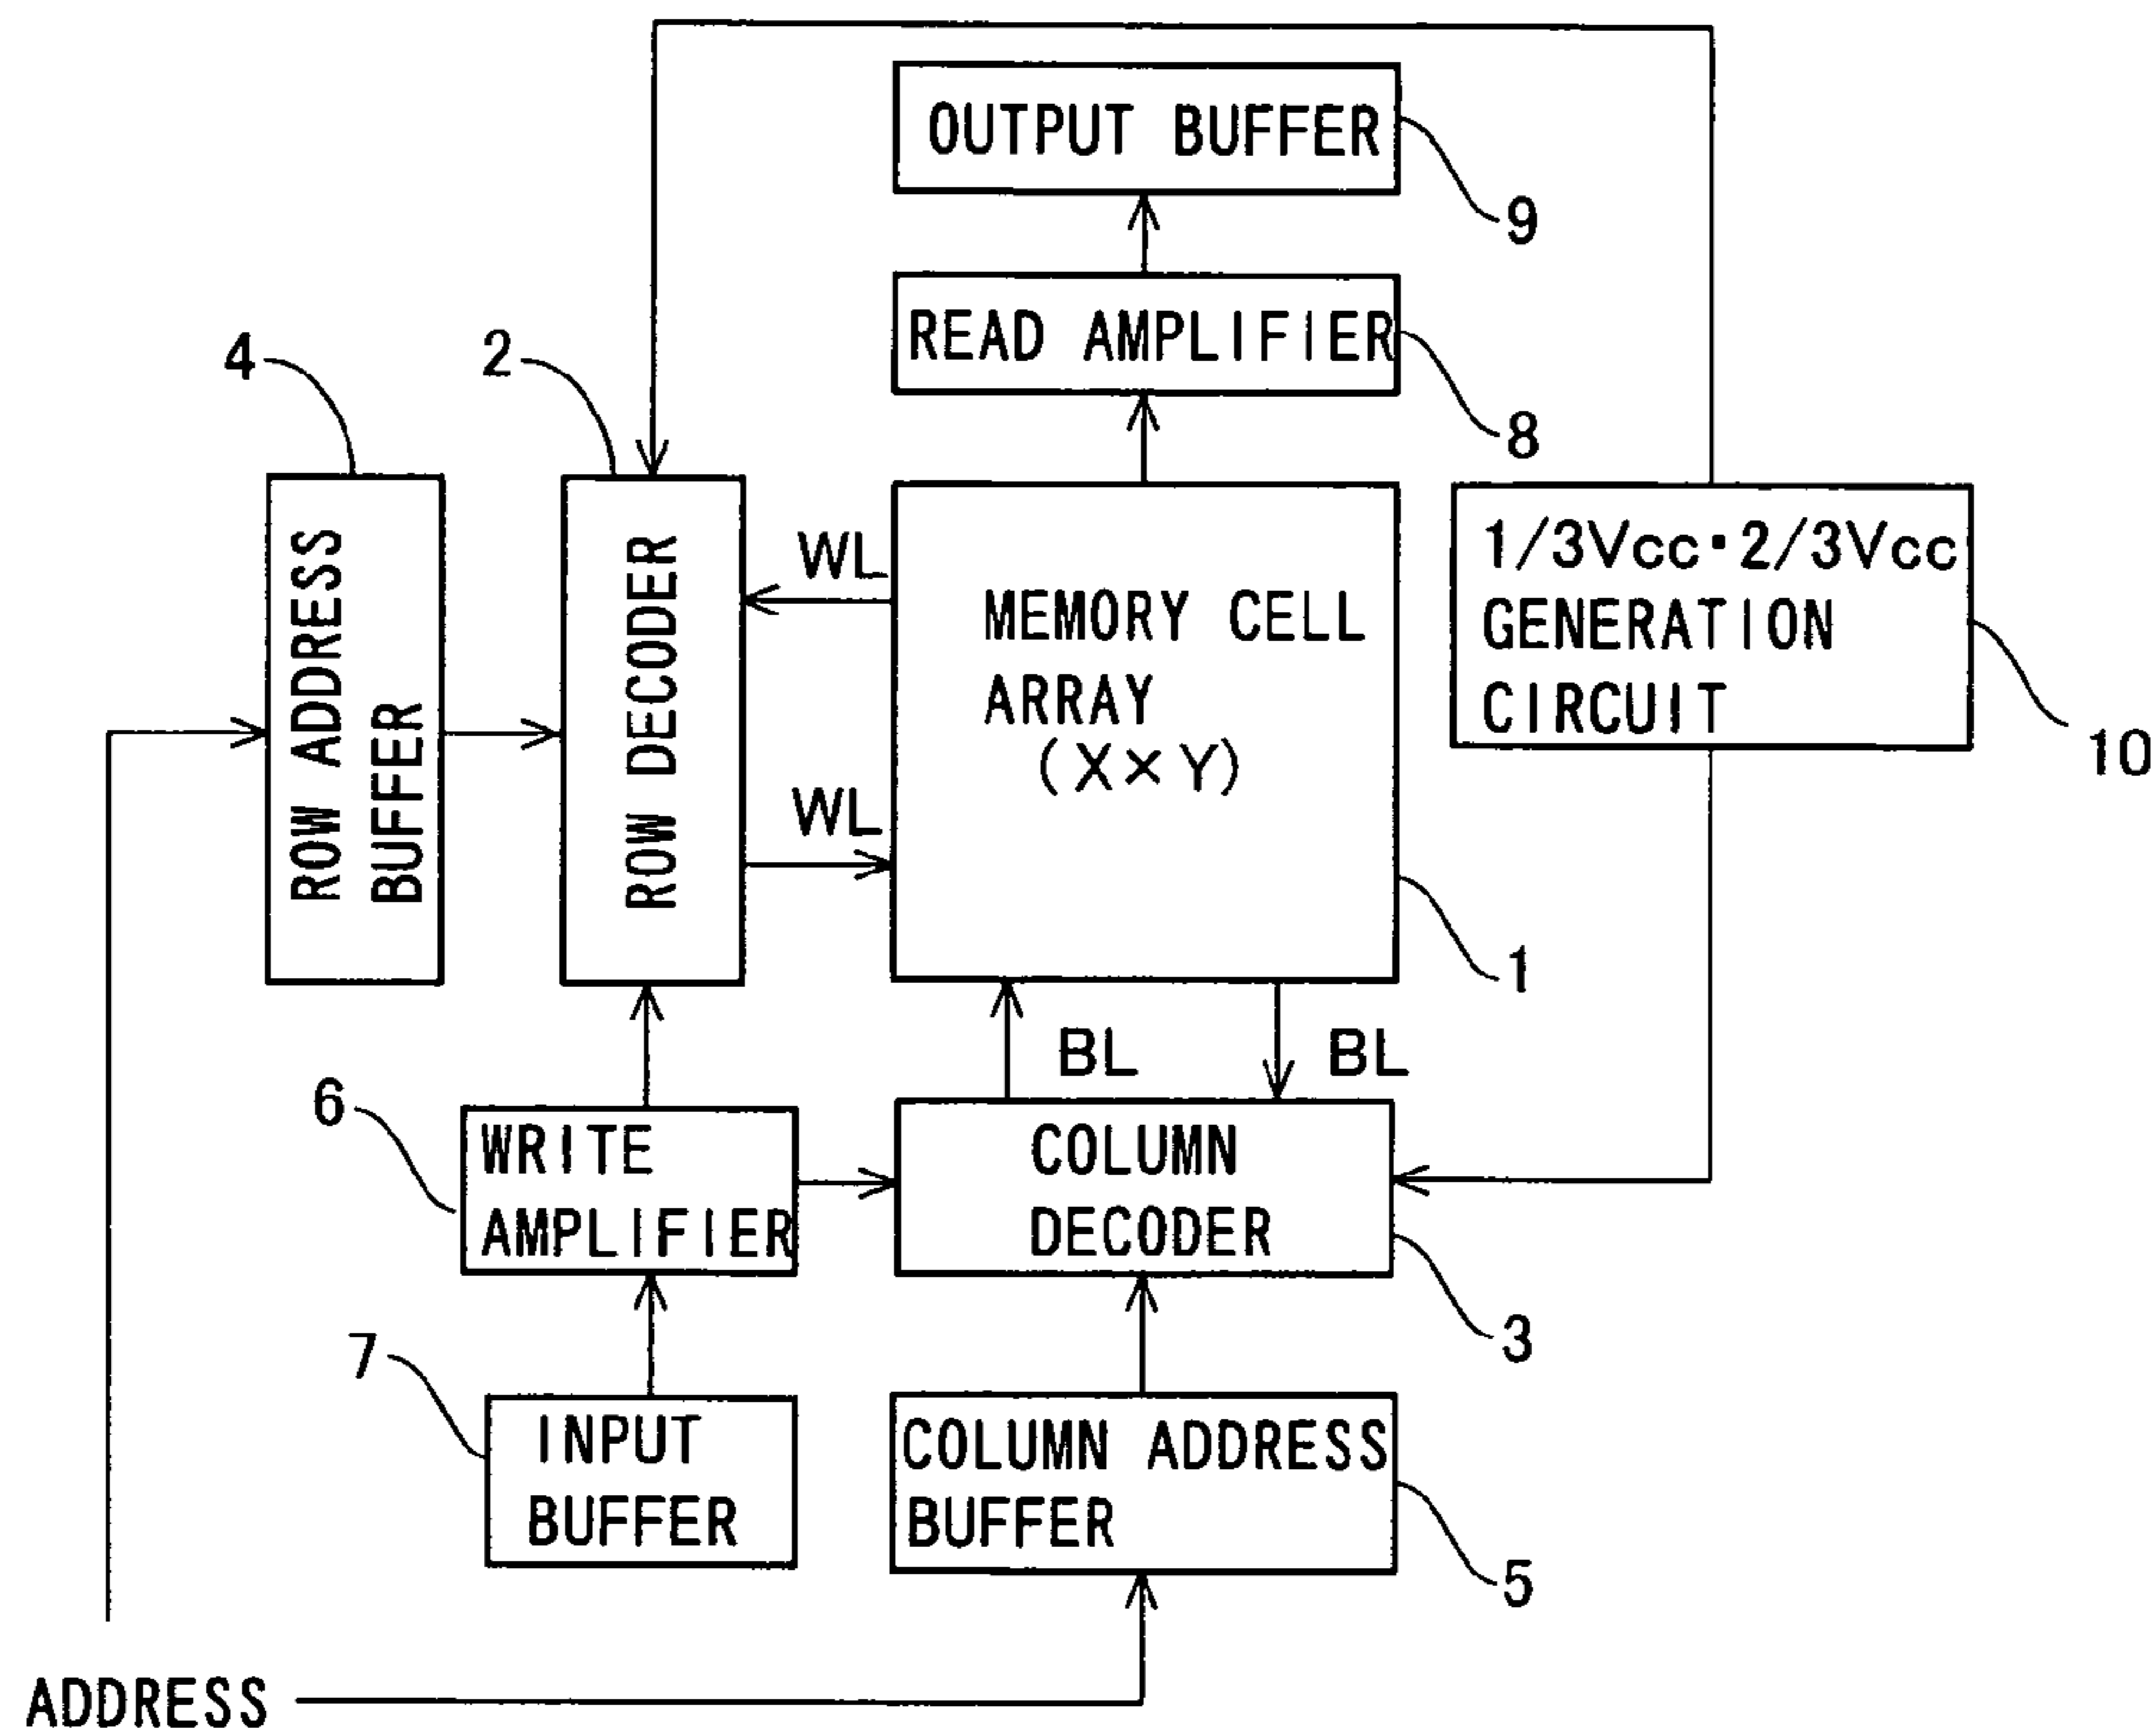 OUTPUT BUFFER
9
READ AMPLIFIER
8
4
2
ROW ADDRESS
BUFFER
ROW DECODER
WL
WL
MEMORY CELL
ARRAY
(X×Y)
1
1/3Vcc·2/3Vcc
GENERATION
CIRCUIT
10
BL
BL
6
WRITE
AMPLIFIER
COLUMN
DECODER
3
7
INPUT
BUFFER
COLUMN ADDRESS
BUFFER
5
ADDRESS